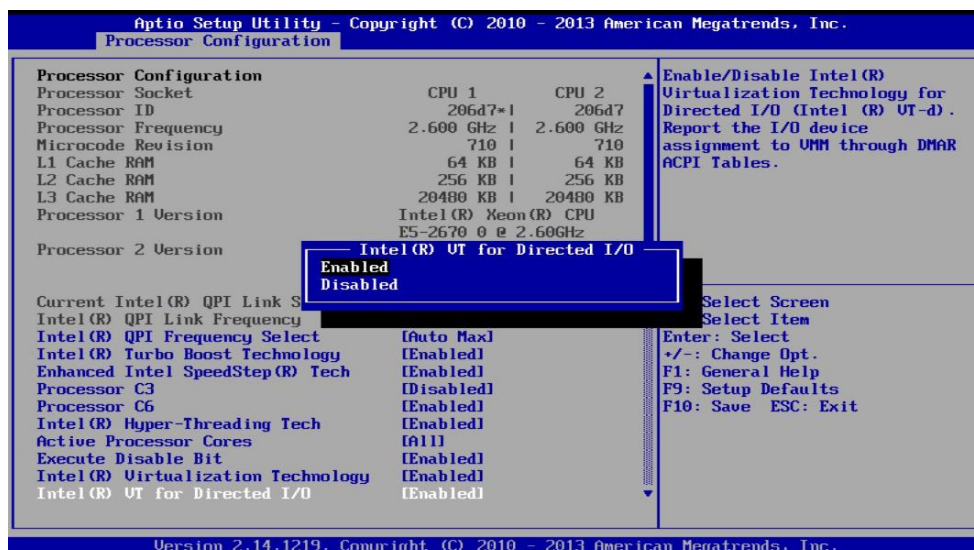 Aptio Setup Utility - Copyright (C) 2010 - 2013 American Megatrends, Inc.
Processor Configuration
Processor Configuration
Processor Socket CPU 1 CPU 2
Processor ID 206d7* | 206d7
Processor Frequency 2.600 GHz | 2.600 GHz
Microcode Revision 710 | 710
L1 Cache RAM 64 KB | 64 KB
L2 Cache RAM 256 KB | 256 KB
L3 Cache RAM 20480 KB | 20480 KB
Processor 1 Version Intel(R) Xeon(R) CPU
E5-2670 0 @ 2.60GHz
Processor 2 Version
Intel(R) VT for Directed I/O
Enabled
Disabled
Current Intel(R) QPI Link S
Intel(R) QPI Link Frequency
Intel(R) QPI Frequency Select [Auto Max]
Intel(R) Turbo Boost Technology [Enabled]
Enhanced Intel SpeedStep(R) Tech [Enabled]
Processor C3 [Disabled]
Processor C6 [Enabled]
Intel(R) Hyper-Threading Tech [Enabled]
Active Processor Cores [All]
Execute Disable Bit [Enabled]
Intel(R) Virtualization Technology [Enabled]
Intel(R) VT for Directed I/O [Enabled]
Enable/Disable Intel(R)
Virtualization Technology for
Directed I/O (Intel (R) VT-d).
Report the I/O device
assignment to VMM through DMAR
ACPI Tables.
Select Screen
Select Item
Enter: Select
+/-: Change Opt.
F1: General Help
F9: Setup Defaults
F10: Save ESC: Exit
Version 2.14.1219. Copyright (C) 2010 - 2013 American Megatrends, Inc.